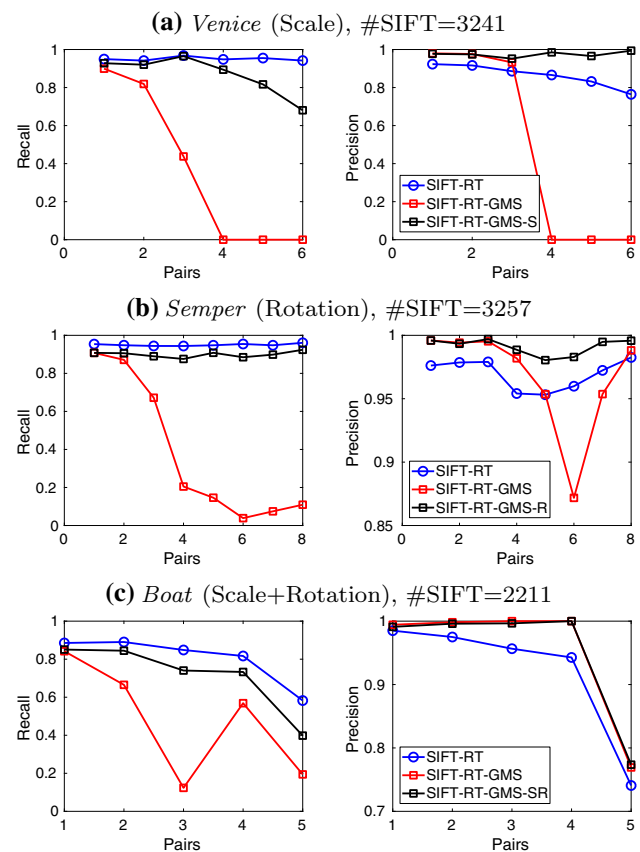 (a) Venice (Scale), #SIFT=3241
1
0.8
0.6
0.4
0.2
0
0 2 4 6
Recall
Pairs
1
0.8
0.6
0.4
0.2
0
0 2 4 6
Precision
Pairs
SIFT-RT
SIFT-RT-GMS
SIFT-RT-GMS-S
(b) Semper (Rotation), #SIFT=3257
1
0.8
0.6
0.4
0.2
0
0 2 4 6 8
Recall
Pairs
1
0.95
0.9
0.85
0 2 4 6 8
Precision
Pairs
SIFT-RT
SIFT-RT-GMS
SIFT-RT-GMS-R
(c) Boat (Scale+Rotation), #SIFT=2211
1
0.8
0.6
0.4
0.2
0
1 2 3 4 5
Recall
Pairs
1
0.9
0.8
0.7
1 2 3 4 5
Precision
Pairs
SIFT-RT
SIFT-RT-GMS
SIFT-RT-GMS-SR